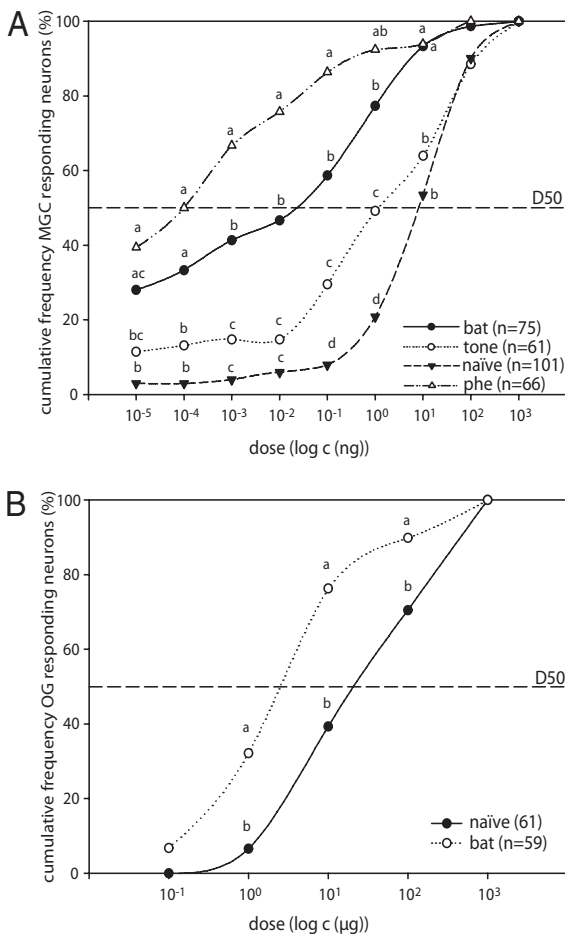 A
cumulative frequency MGC responding neurons (%)
100
80
60
40
20
0
a
a
a
a
a
ab
a
a
ac
a
b
b
b
b
a
bc
b
c
c
c
c
b
b
b
c
c
d
d
b
D50
bat (n=75)
tone (n=61)
naïve (n=101)
phe (n=66)
10-5 10-4 10-3 10-2 10-1 100 101 102 103
dose (log c (ng))
B
cumulative frequency OG responding neurons (%)
100
80
60
40
20
0
a
a
a
b
b
b
D50
naïve (61)
bat (n=59)
10-1 100 101 102 103
dose (log c (µg))